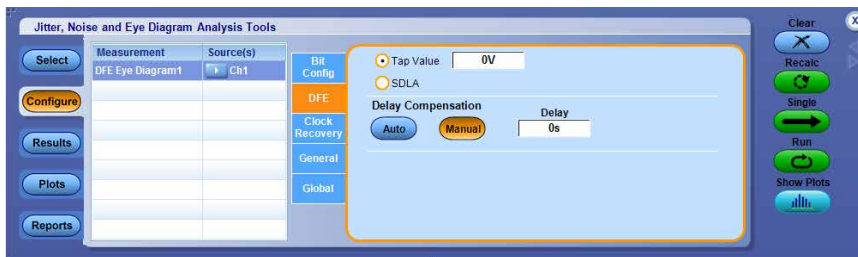 Jitter, Noise and Eye Diagram Analysis Tools
Clear
Select
Measurement
Source(s)
DFE Eye Diagram1
Ch1
Bit
Config
Tap Value
0V
SDLA
Recalc
Configure
DFE
Delay Compensation
Delay
Auto
Manual
0s
Single
Clock
Recovery
Results
General
Run
Plots
Global
Show Plots
Reports